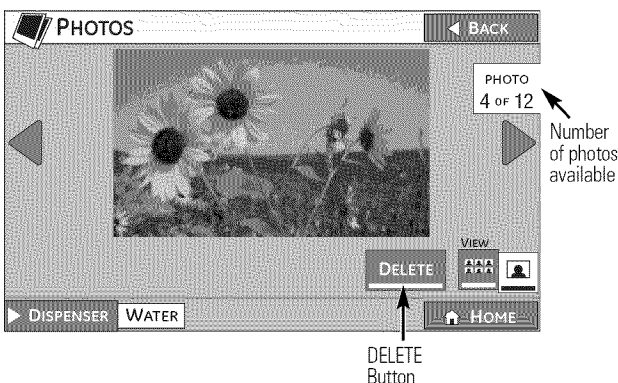 PHOTOS
BACK
PHOTO
4 OF 12
Number
of photos
available
VIEW
DELETE
DISPENSER
WATER
HOME
DELETE
Button